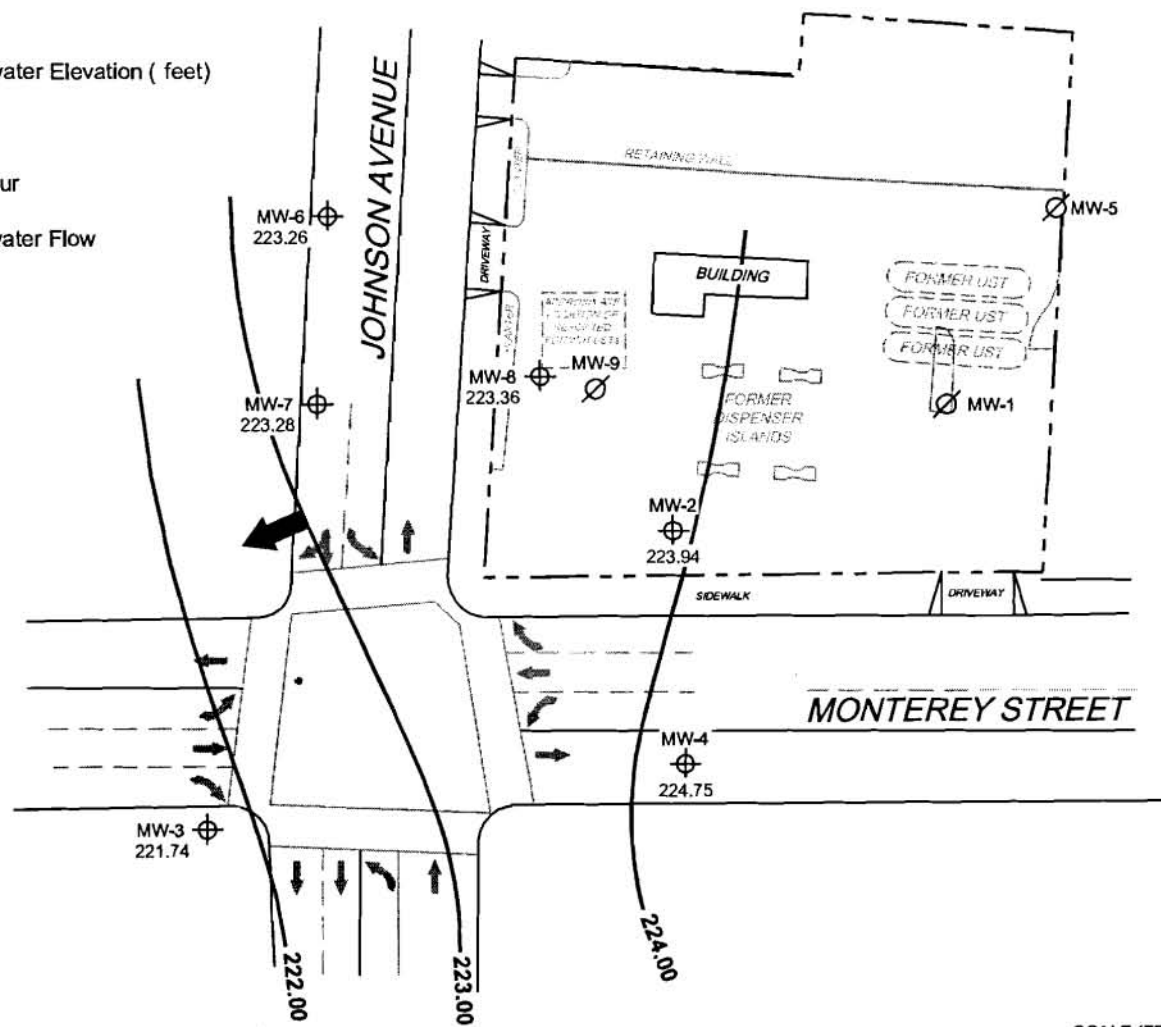 water Elevation ( feet)
ur
water Flow
JOHNSON AVENUE
RETAINING WALL
MW-5
MW-6
223.26
DRIVEWAY
BUILDING
FORMER UST
FORMER UST
FORMER UST
PLANTER
MW-8
223.36
MW-9
MW-7
223.28
FORMER
DISPENSER
ISLANDS
MW-1
MW-2
223.94
SIDEWALK
DRIVEWAY
MONTEREY STREET
MW-4
224.75
MW-3
221.74
222.00
223.00
224.00